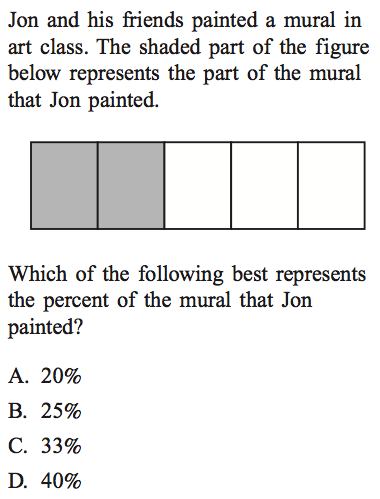 Jon and his friends painted a mural in
art class. The shaded part of the figure
below represents the part of the mural
that Jon painted.
Which of the following best represents
the percent of the mural that Jon
painted?
A. 20%
B. 25%
C. 33%
D. 40%